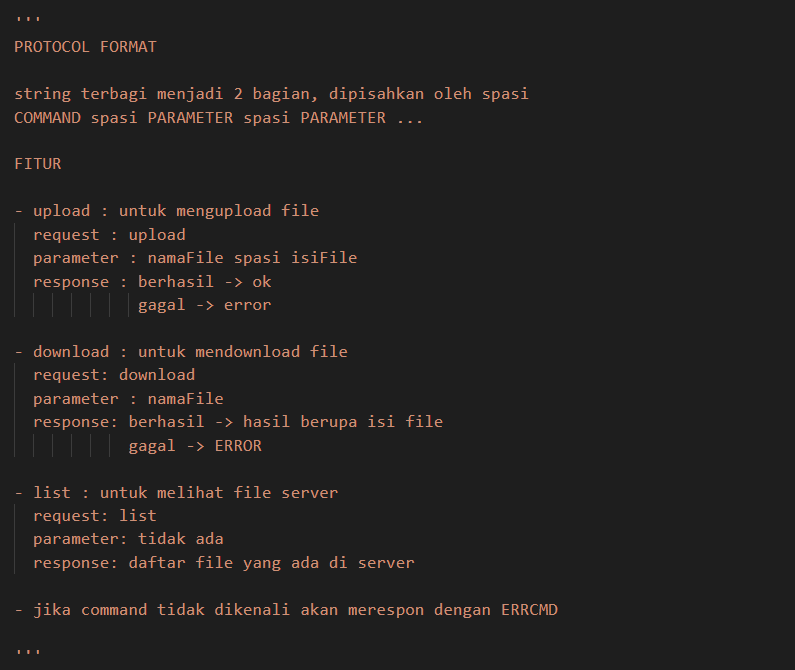 '''
PROTOCOL FORMAT
string terbagi menjadi 2 bagian, dipisahkan oleh spasi
COMMAND spasi PARAMETER spasi PARAMETER ...
FITUR
- upload : untuk mengupload file
request : upload
parameter : namaFile spasi isiFile
response : berhasil -> ok
gagal -> error
- download : untuk mendownload file
request: download
parameter : namaFile
response: berhasil -> hasil berupa isi file
gagal -> ERROR
- list : untuk melihat file server
request: list
parameter: tidak ada
response: daftar file yang ada di server
- jika command tidak dikenali akan merespon dengan ERRCMD
'''